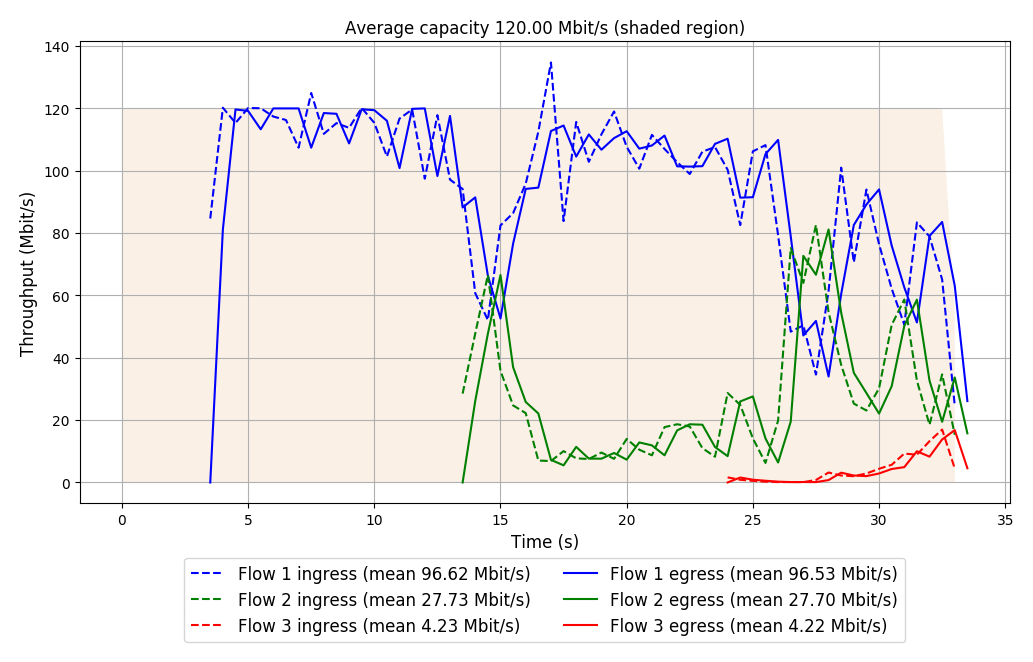 Average capacity 120.00 Mbit/s (shaded region)
140
120
100
80
60
40
20
0
Throughput (Mbit/s)
0 5 10 15 20 25 30 35
Time (s)
Flow 1 ingress (mean 96.62 Mbit/s) Flow 1 egress (mean 96.53 Mbit/s)
Flow 2 ingress (mean 27.73 Mbit/s) Flow 2 egress (mean 27.70 Mbit/s)
Flow 3 ingress (mean 4.23 Mbit/s) Flow 3 egress (mean 4.22 Mbit/s)